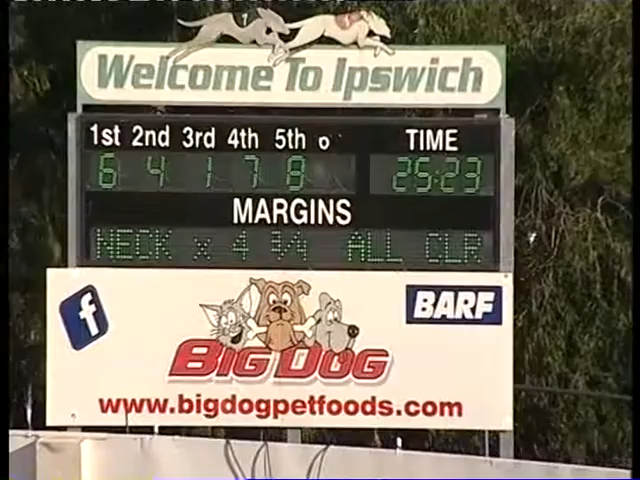 Welcome To Ipswich
1st 2nd 3rd 4th 5th TIME
6 4 1 7 8 25:23
MARGINS
NECK x 4 3/4 ALL CLR
f
BARF
BIG DOG
www.bigdogpetfoods.com